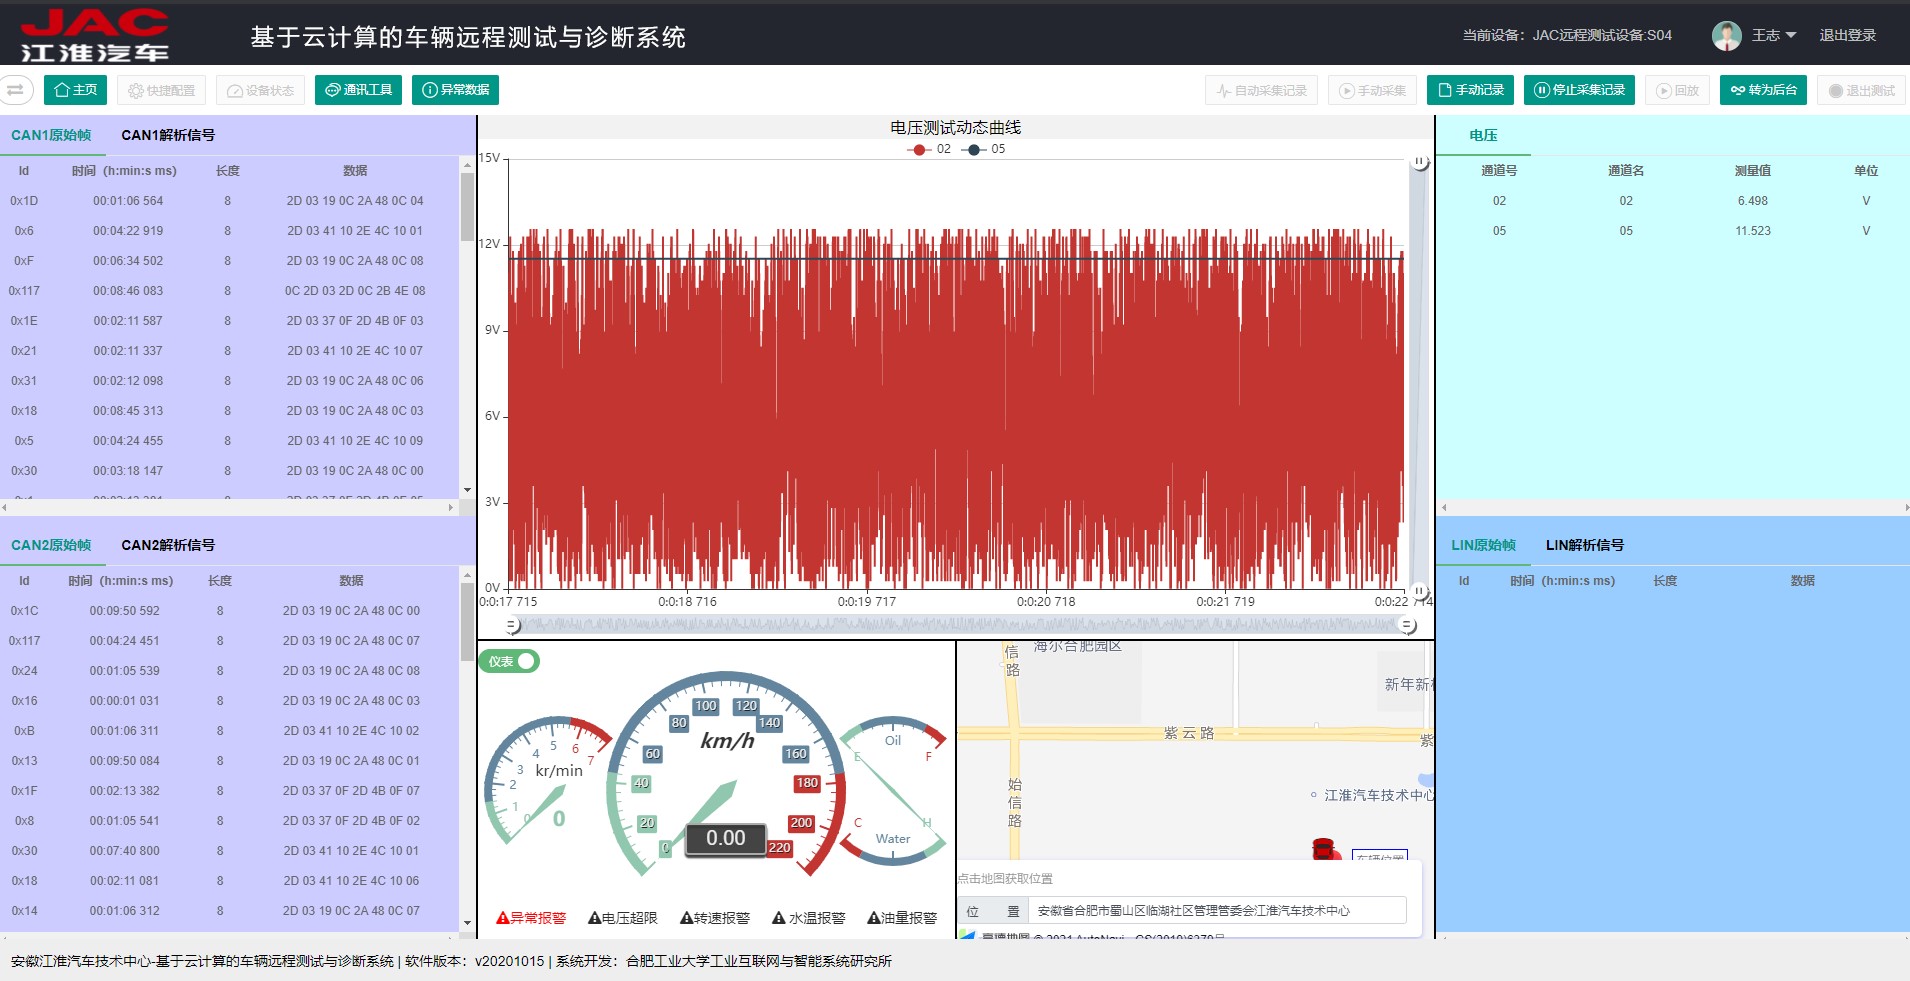 JAC
江淮汽车
基于云计算的车辆远程测试与诊断系统
当前设备：JAC远程测试设备:S04
王志
退出登录
主页
快捷配置
设备状态
通讯工具
异常数据
自动采集记录
手动采集
手动记录
停止采集记录
回放
转为后台
退出测试
CAN1原始帧 CAN1解析信号
Id 时间（h:min:s ms) 长度 数据
0x1D 00:01:06 564 8 2D 03 19 0C 2A 48 0C 04
0x6 00:04:22 919 8 2D 03 41 10 2E 4C 10 01
0xF 00:06:34 502 8 2D 03 19 0C 2A 48 0C 08
0x117 00:08:46 083 8 0C 2D 03 2D 0C 2B 4E 08
0x1E 00:02:11 587 8 2D 03 37 0F 2D 4B 0F 03
0x21 00:02:11 337 8 2D 03 41 10 2E 4C 10 07
0x31 00:02:12 098 8 2D 03 19 0C 2A 48 0C 06
0x18 00:08:45 313 8 2D 03 19 0C 2A 48 0C 03
0x5 00:04:24 455 8 2D 03 41 10 2E 4C 10 09
0x30 00:03:18 147 8 2D 03 19 0C 2A 48 0C 00
CAN2原始帧 CAN2解析信号
Id 时间（h:min:s ms) 长度 数据
0x1C 00:09:50 592 8 2D 03 19 0C 2A 48 0C 00
0x117 00:04:24 451 8 2D 03 19 0C 2A 48 0C 07
0x24 00:01:05 539 8 2D 03 19 0C 2A 48 0C 08
0x16 00:00:01 031 8 2D 03 19 0C 2A 48 0C 03
0xB 00:01:06 311 8 2D 03 41 10 2E 4C 10 02
0x13 00:09:50 084 8 2D 03 19 0C 2A 48 0C 01
0x1F 00:02:13 382 8 2D 03 37 0F 2D 4B 0F 07
0x8 00:01:05 541 8 2D 03 37 0F 2D 4B 0F 02
0x30 00:07:40 800 8 2D 03 41 10 2E 4C 10 01
0x18 00:02:11 081 8 2D 03 41 10 2E 4C 10 06
0x14 00:01:06 312 8 2D 03 19 0C 2A 48 0C 07
电压测试动态曲线
02 05
15V
12V
9V
6V
3V
0V
0:0:17 715 0:0:18 716 0:0:19 717 0:0:20 718 0:0:21 719 0:0:22 714
仪表
0 1 2 3 4 5 6 7
kr/min
0
0 20 40 60 80 100 120 140 160 180 200 220
km/h
0.00
Oil
E F
C H
Water
异常报警 电压超限 转速报警 水温报警 油量报警
海尔合肥园区
信路
新年新
紫云路
紫
始信路
江淮汽车技术中心
车辆位置
点击地图获取位置
位置 安徽省合肥市蜀山区临湖社区管理管委会江淮汽车技术中心
高德地图 © 2021 AutoNavi - GS(2019)6379号
电压
通道号 通道名 测量值 单位
02 02 6.498 V
05 05 11.523 V
LIN原始帧 LIN解析信号
Id 时间（h:min:s ms) 长度 数据
安徽江淮汽车技术中心-基于云计算的车辆远程测试与诊断系统 | 软件版本：v20201015 | 系统开发：合肥工业大学工业互联网与智能系统研究所